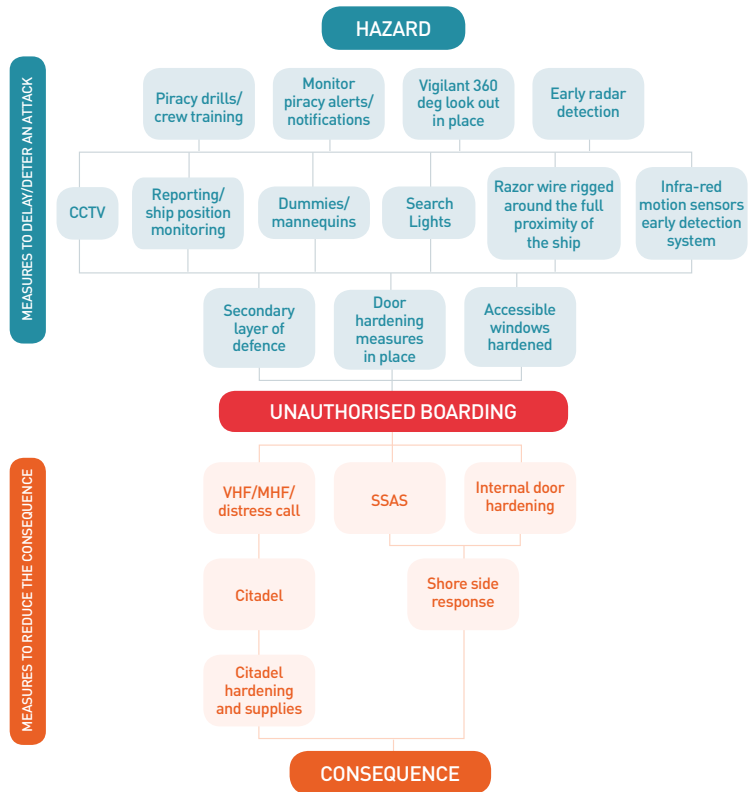 HAZARD
MEASURES TO DELAY/DETER AN ATTACK
Piracy drills/
crew training
Monitor
piracy alerts/
notifications
Vigilant 360
deg look out
in place
Early radar
detection
CCTV
Reporting/
ship position
monitoring
Dummies/
mannequins
Search
Lights
Razor wire rigged
around the full
proximity of
the ship
Infra-red
motion sensors
early detection
system
Secondary
layer of
defence
Door
hardening
measures
in place
Accessible
windows
hardened
UNAUTHORISED BOARDING
MEASURES TO REDUCE THE CONSEQUENCE
VHF/MHF/
distress call
SSAS
Internal door
hardening
Citadel
Shore side
response
Citadel
hardening
and supplies
CONSEQUENCE